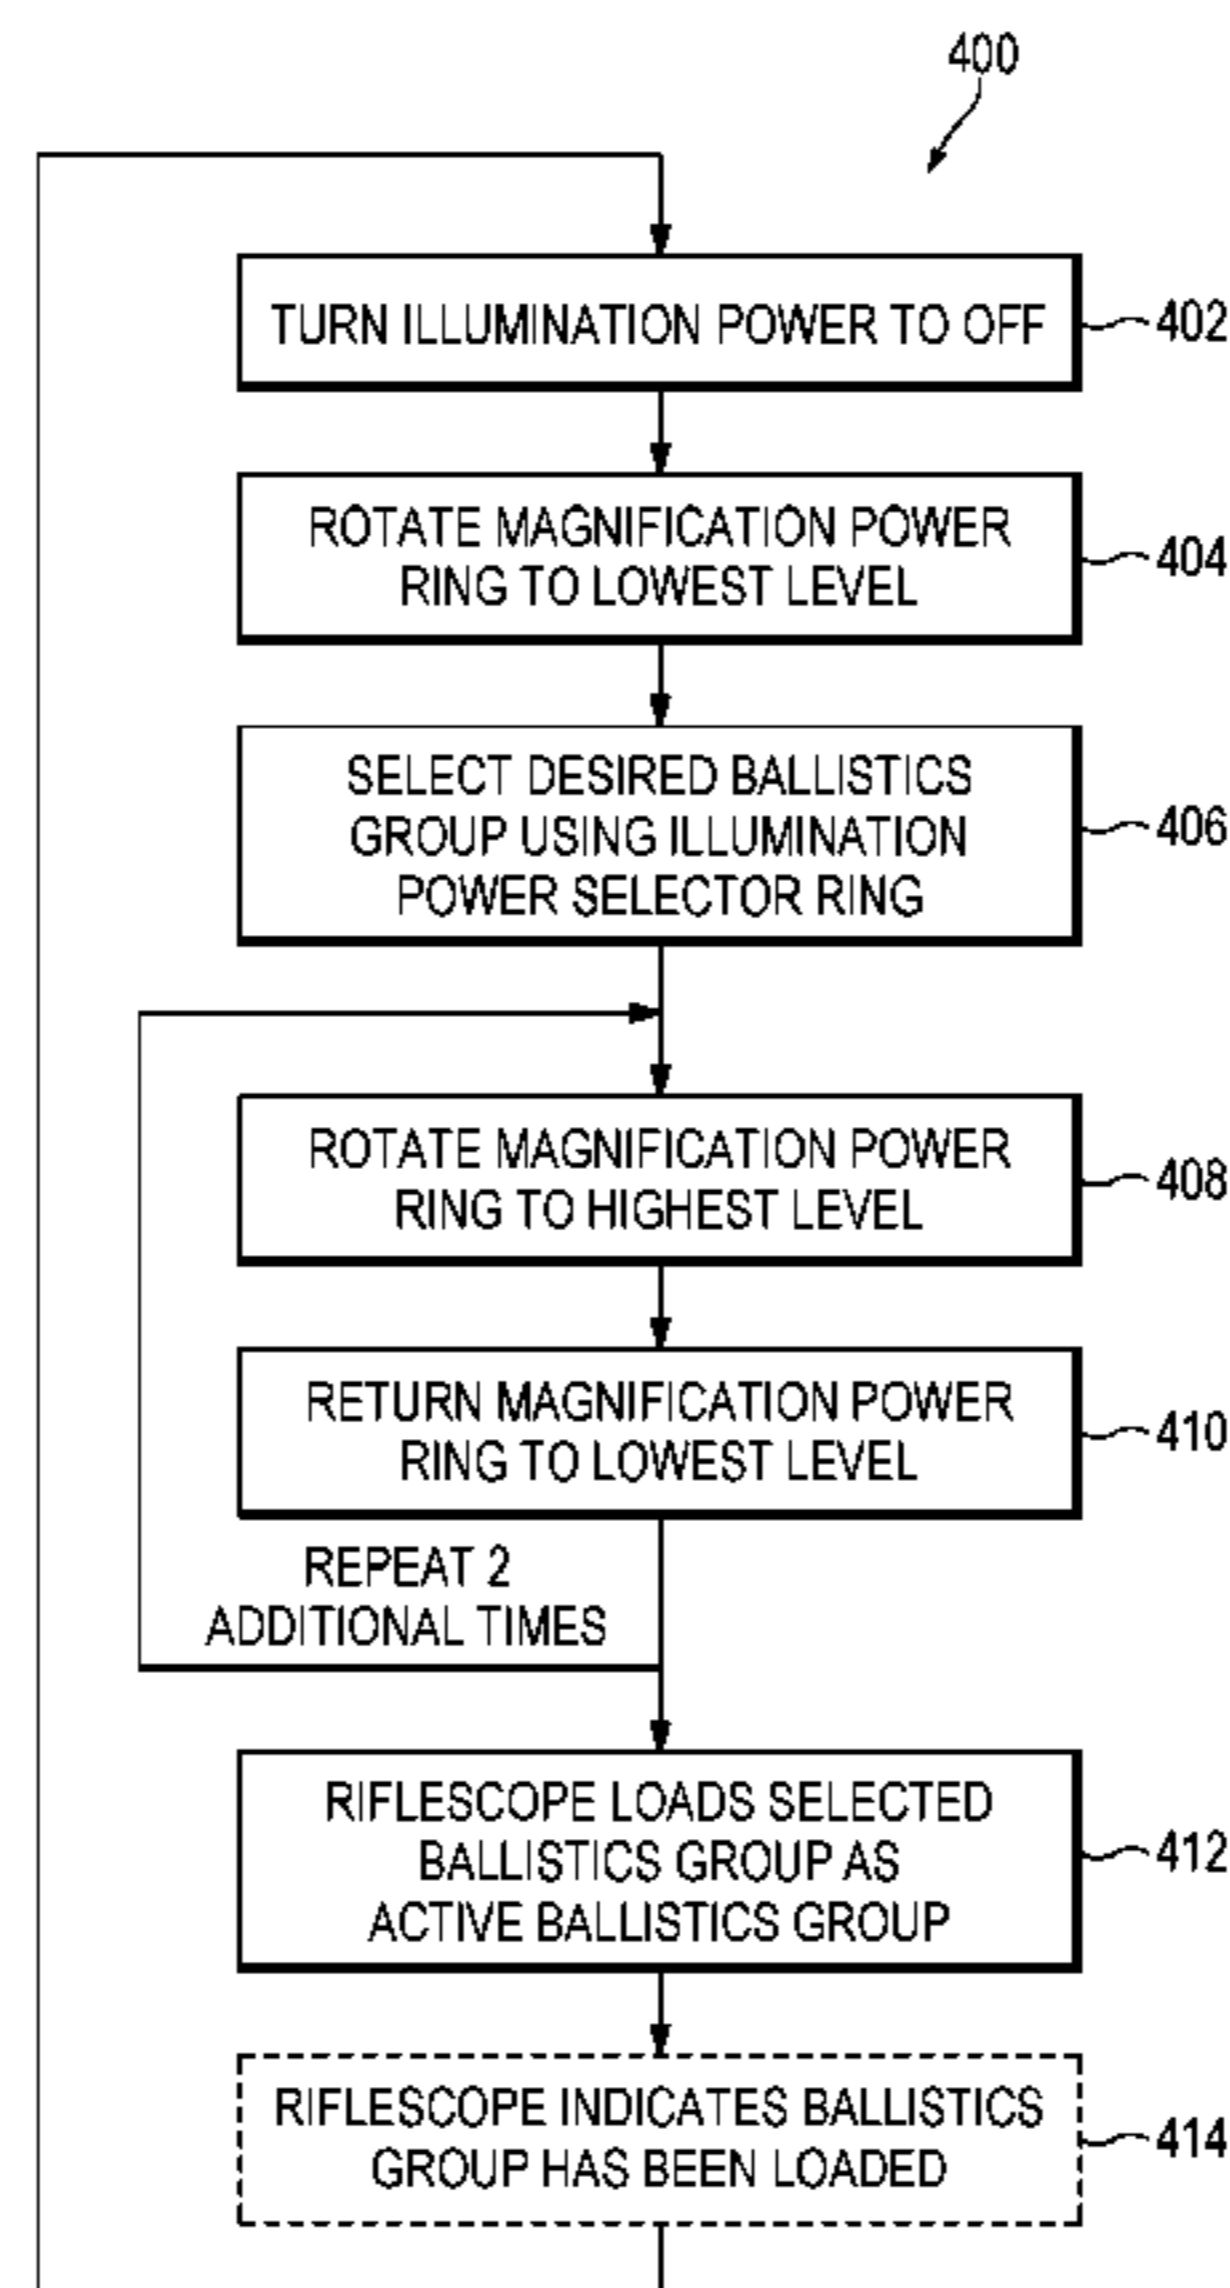 400
TURN ILLUMINATION POWER TO OFF
402
ROTATE MAGNIFICATION POWER
RING TO LOWEST LEVEL
404
SELECT DESIRED BALLISTICS
GROUP USING ILLUMINATION
POWER SELECTOR RING
406
ROTATE MAGNIFICATION POWER
RING TO HIGHEST LEVEL
408
RETURN MAGNIFICATION POWER
RING TO LOWEST LEVEL
410
REPEAT 2
ADDITIONAL TIMES
RIFLESCOPE LOADS SELECTED
BALLISTICS GROUP AS
ACTIVE BALLISTICS GROUP
412
RIFLESCOPE INDICATES BALLISTICS
GROUP HAS BEEN LOADED
414